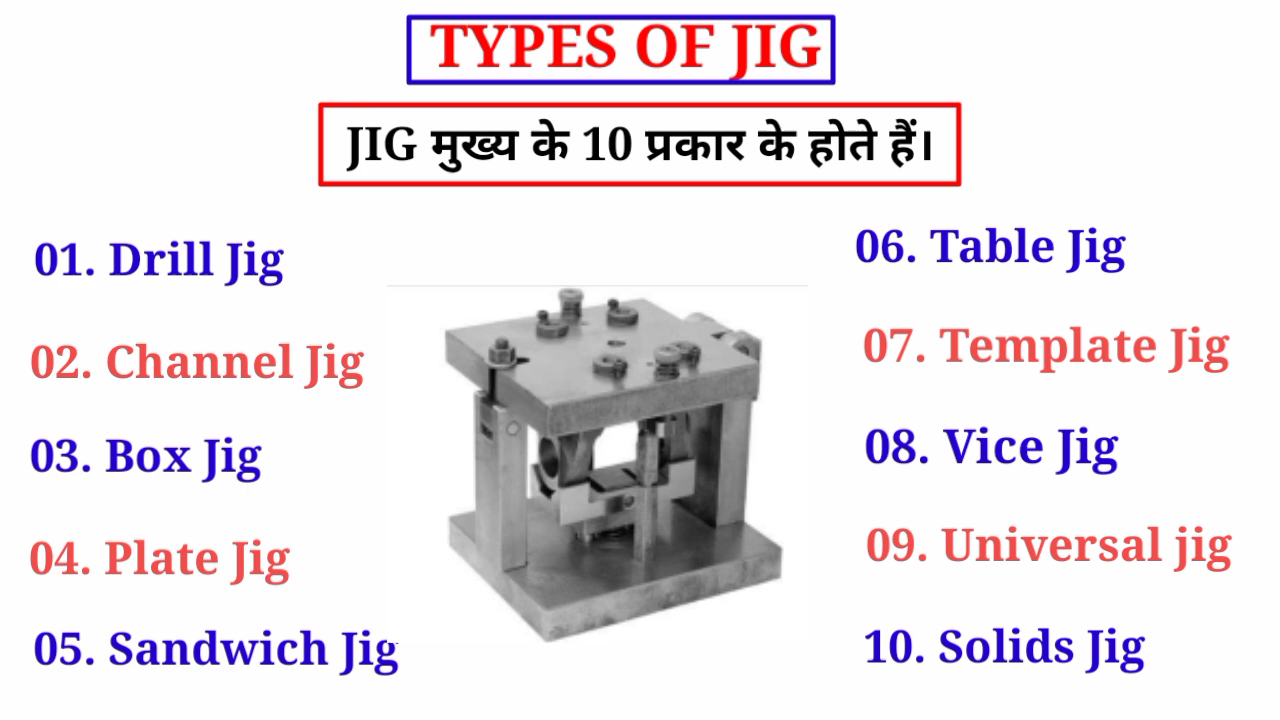 TYPES OF JIG
JIG मुख्य के 10 प्रकार के होते हैं।
01. Drill Jig
02. Channel Jig
03. Box Jig
04. Plate Jig
05. Sandwich Jig
06. Table Jig
07. Template Jig
08. Vice Jig
09. Universal jig
10. Solids Jig